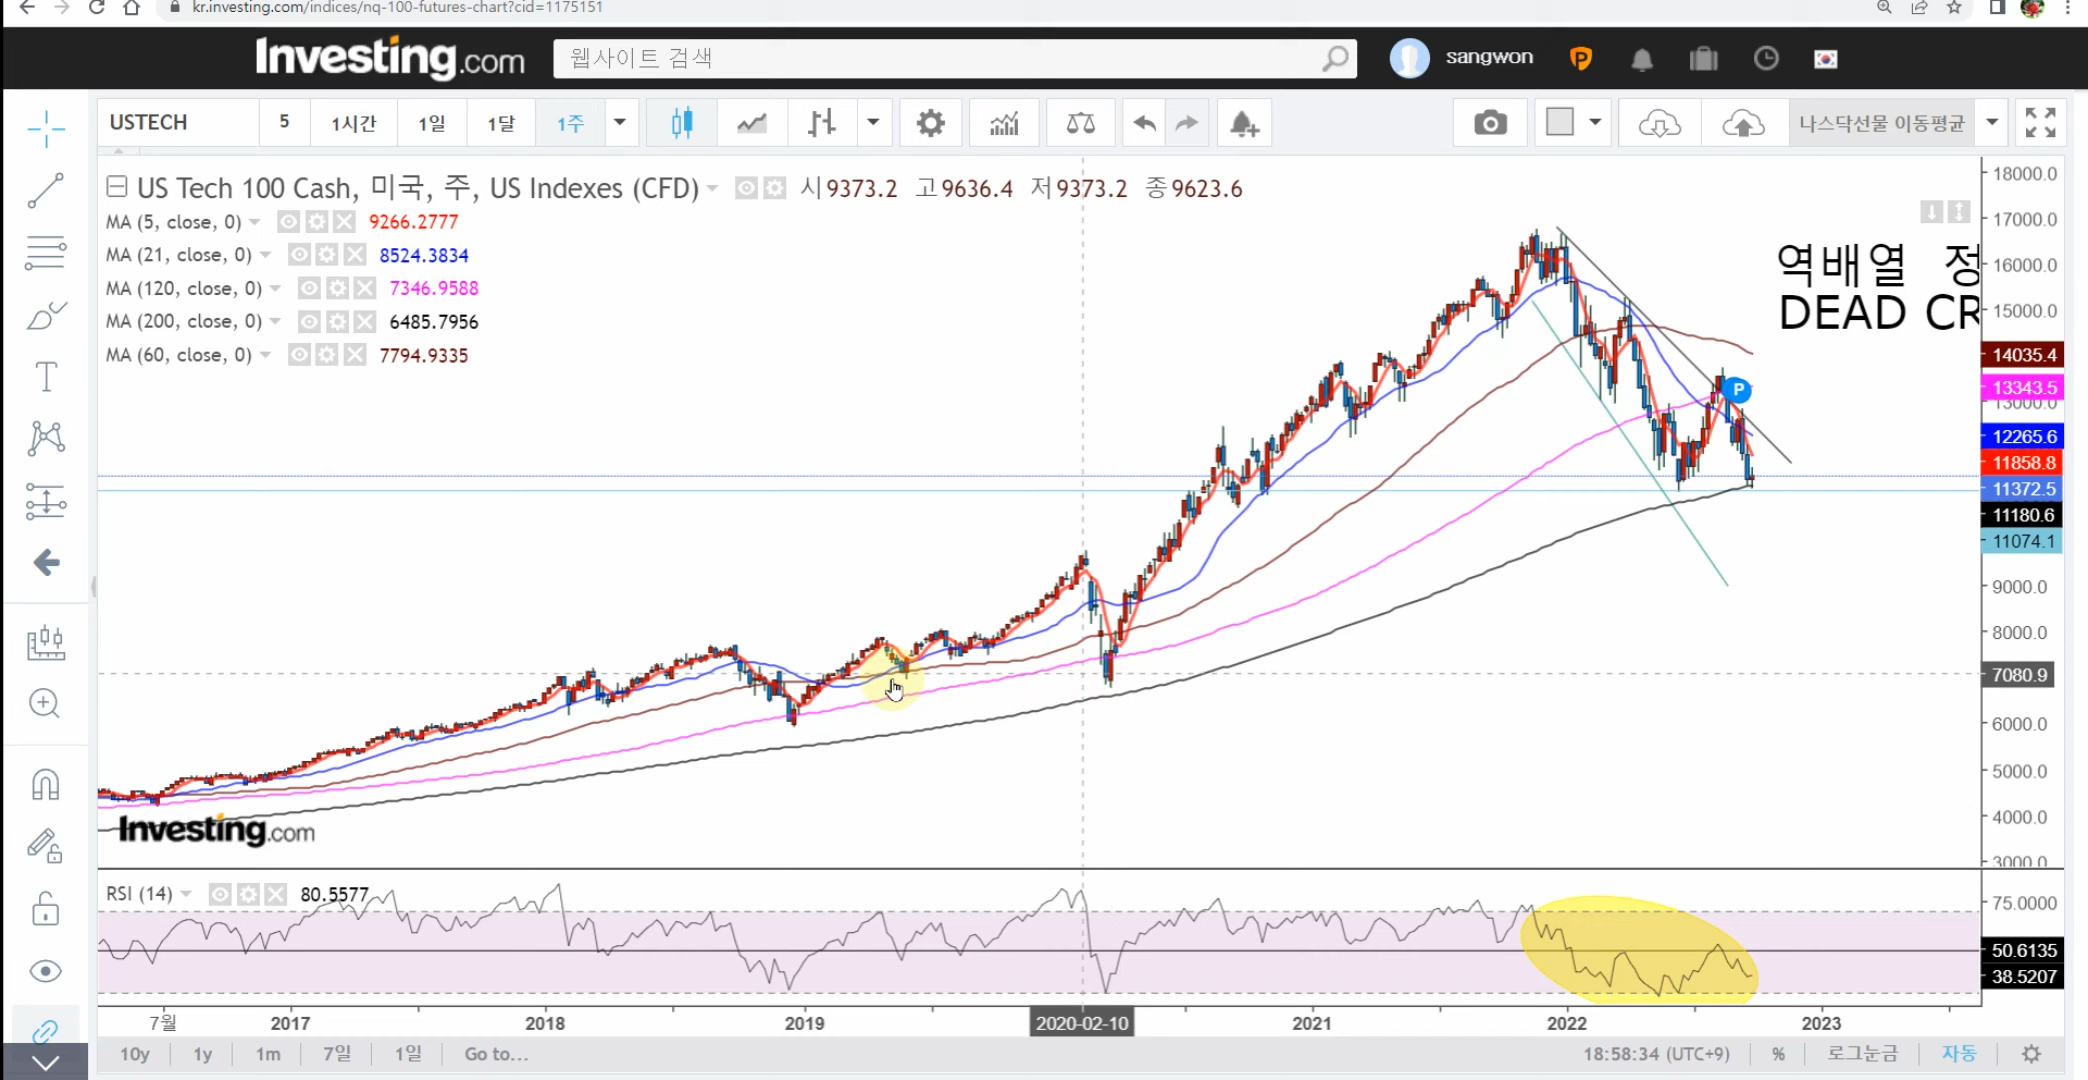 kr.investing.com/indices/nq-100-futures-chart?cid=1175151
Investing.com
웹사이트 검색
sangwon
P
USTECH 5 1시간 1일 1달 1주
나스닥선물 이동평균
US Tech 100 Cash, 미국, 주, US Indexes (CFD) 시 9373.2 고 9636.4 저 9373.2 종 9623.6
MA (5, close, 0) 9266.2777
MA (21, close, 0) 8524.3834
MA (120, close, 0) 7346.9588
MA (200, close, 0) 6485.7956
MA (60, close, 0) 7794.9335
역배열 정
DEAD CR
P
18000.0
17000.0
16000.0
15000.0
14035.4
13343.5
13000.0
12265.6
11858.8
11372.5
11180.6
11074.1
9000.0
8000.0
7080.9
6000.0
5000.0
4000.0
3000.0
Investing.com
RSI (14) 80.5577
75.0000
50.6135
38.5207
7월 2017 2018 2019 2020-02-10 2021 2022 2023
10y 1y 1m 7일 1일 Go to... 18:58:34 (UTC+9) % 로그눈금 자동